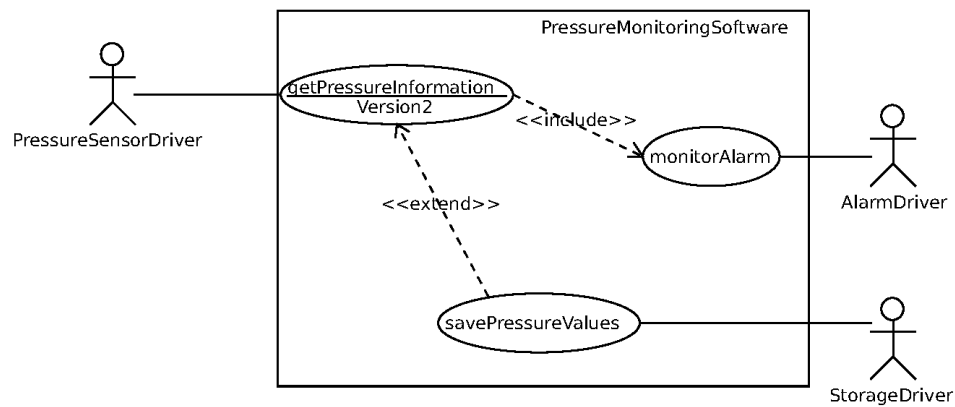 PressureMonitoringSoftware
getPressureInformation
Version2
PressureSensorDriver
<<include>>
monitorAlarm
AlarmDriver
<<extend>>
savePressureValues
StorageDriver